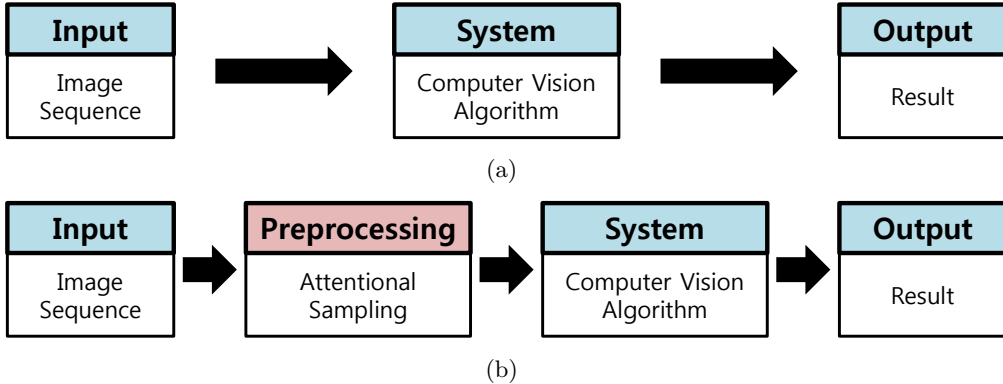 Input System Output
Image Sequence Computer Vision Algorithm Result
(a)
Input Preprocessing System Output
Image Sequence Attentional Sampling Computer Vision Algorithm Result
(b)